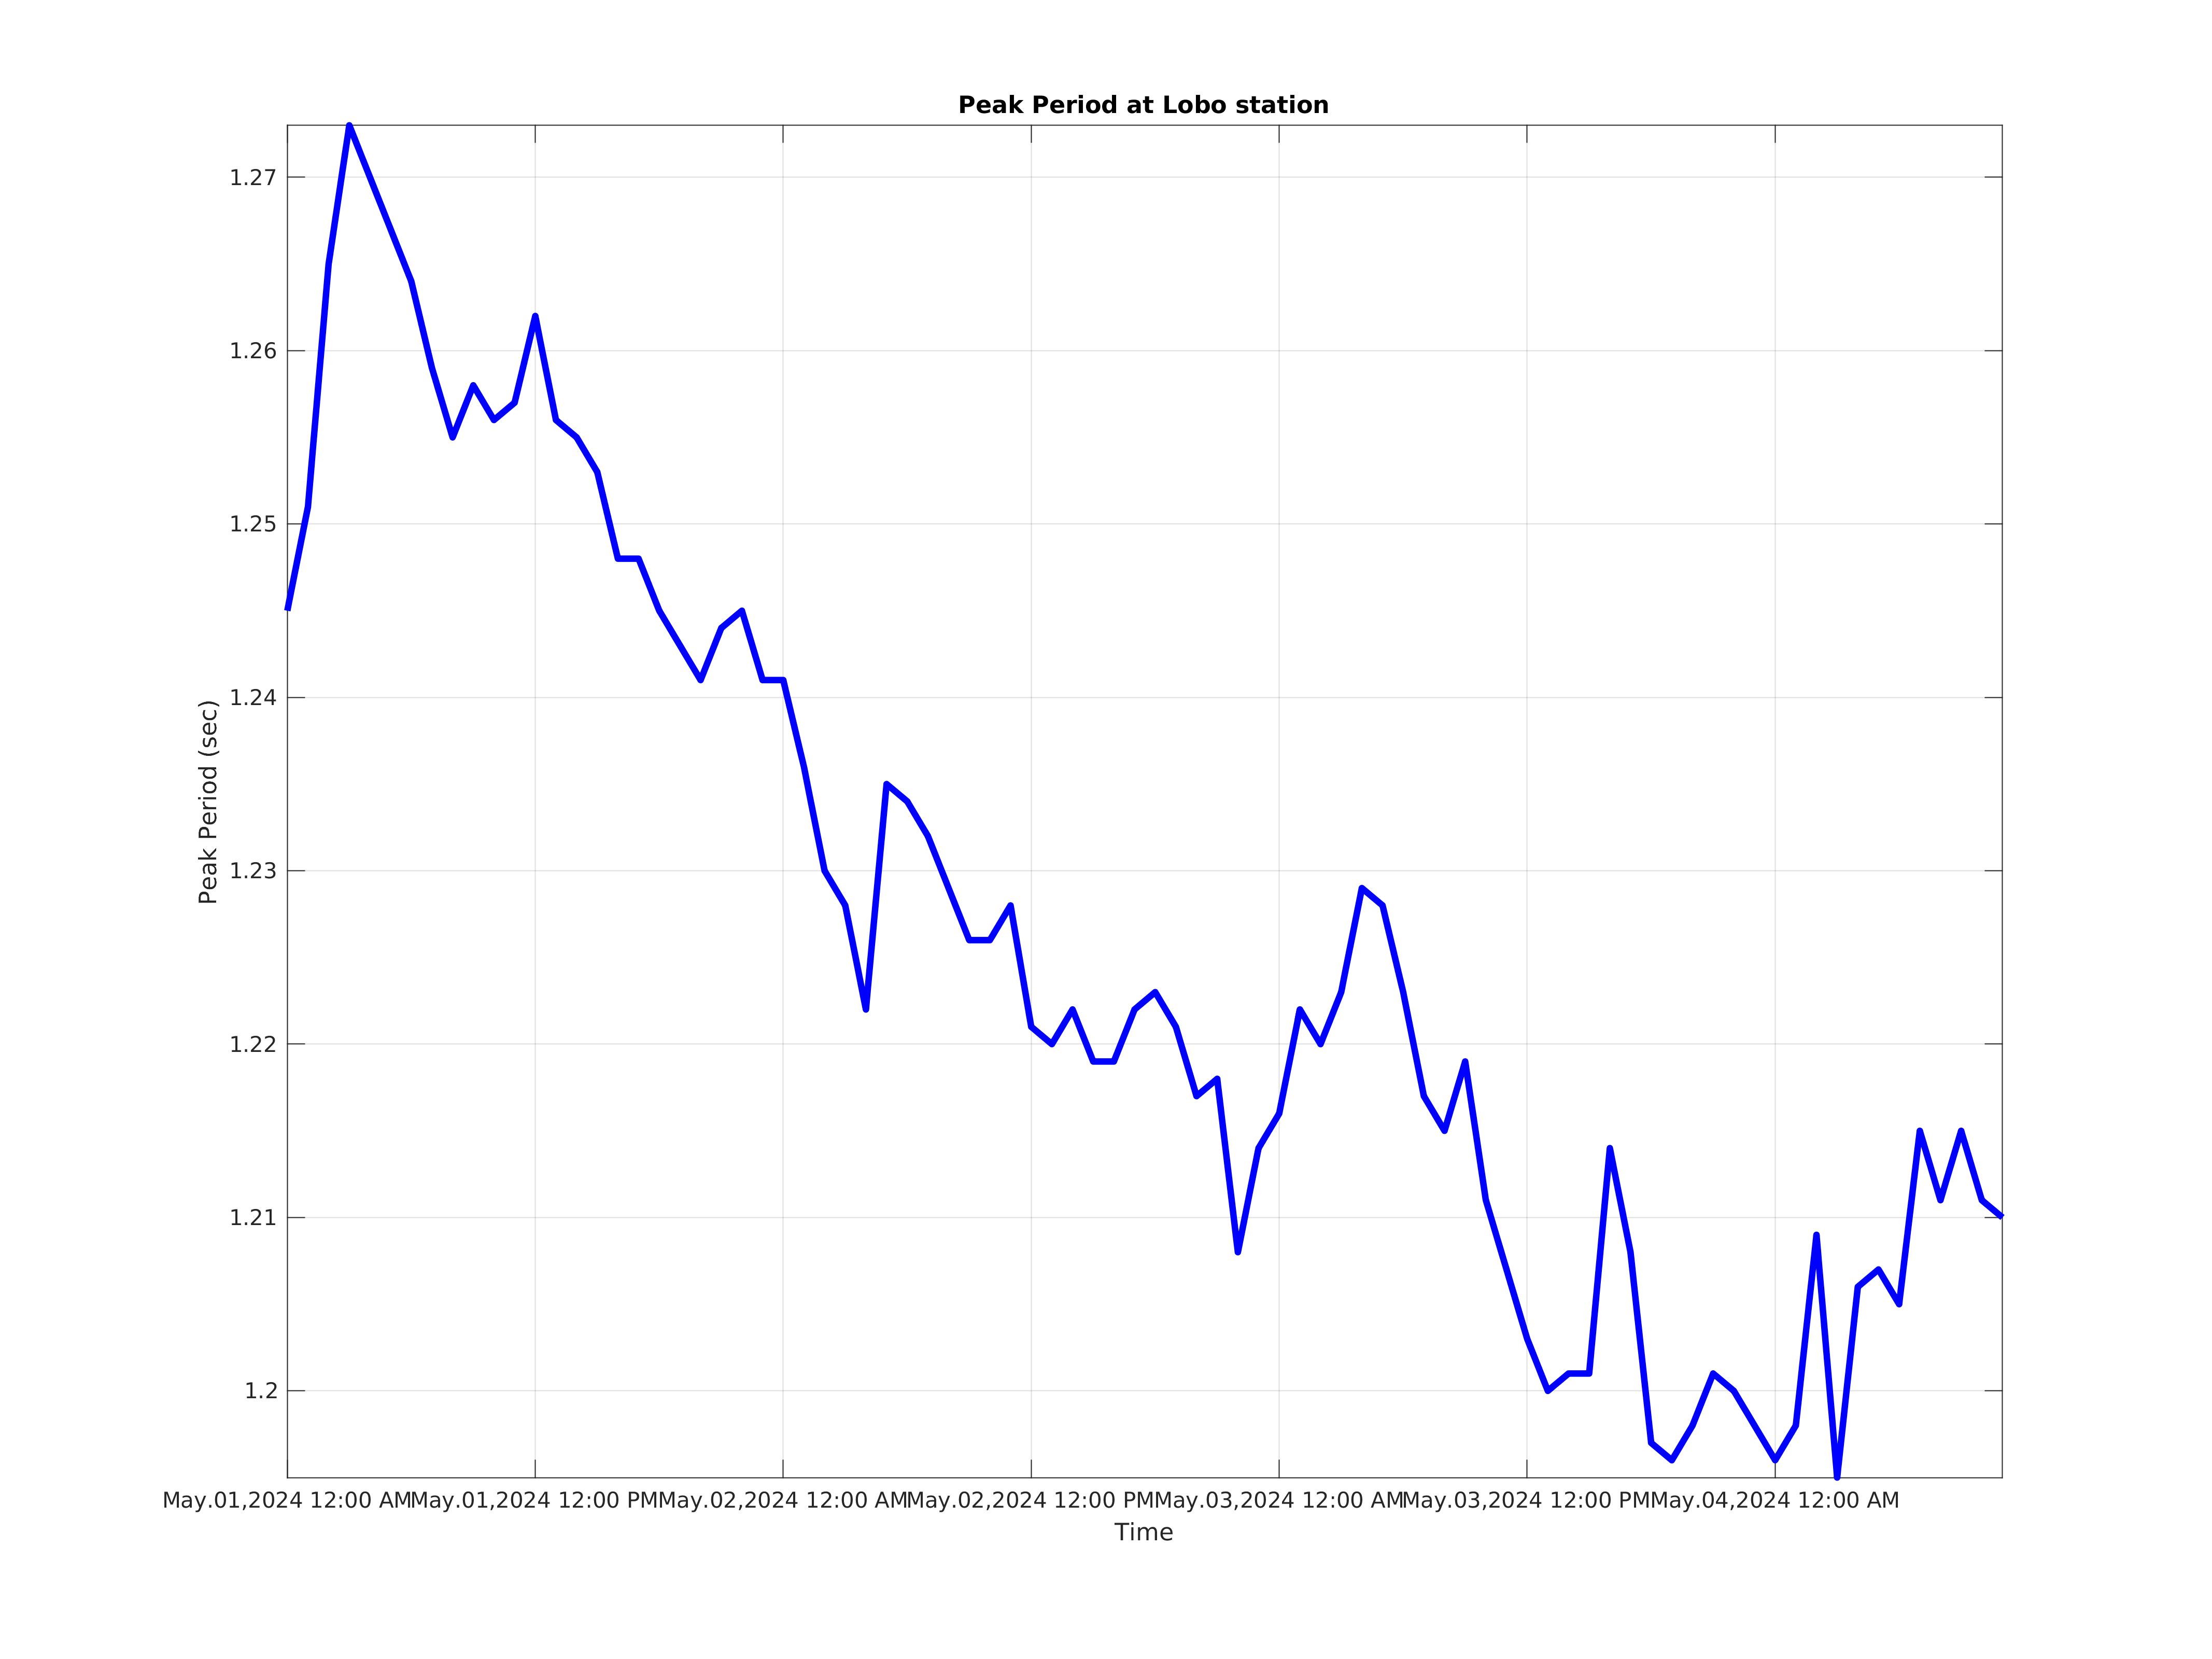 Peak Period at Lobo station
1.27
1.26
1.25
1.24
1.23
1.22
1.21
1.2
Peak Period (sec)
May.01,2024 12:00 AM May.01,2024 12:00 PM May.02,2024 12:00 AM May.02,2024 12:00 PM May.03,2024 12:00 AM May.03,2024 12:00 PM May.04,2024 12:00 AM
Time